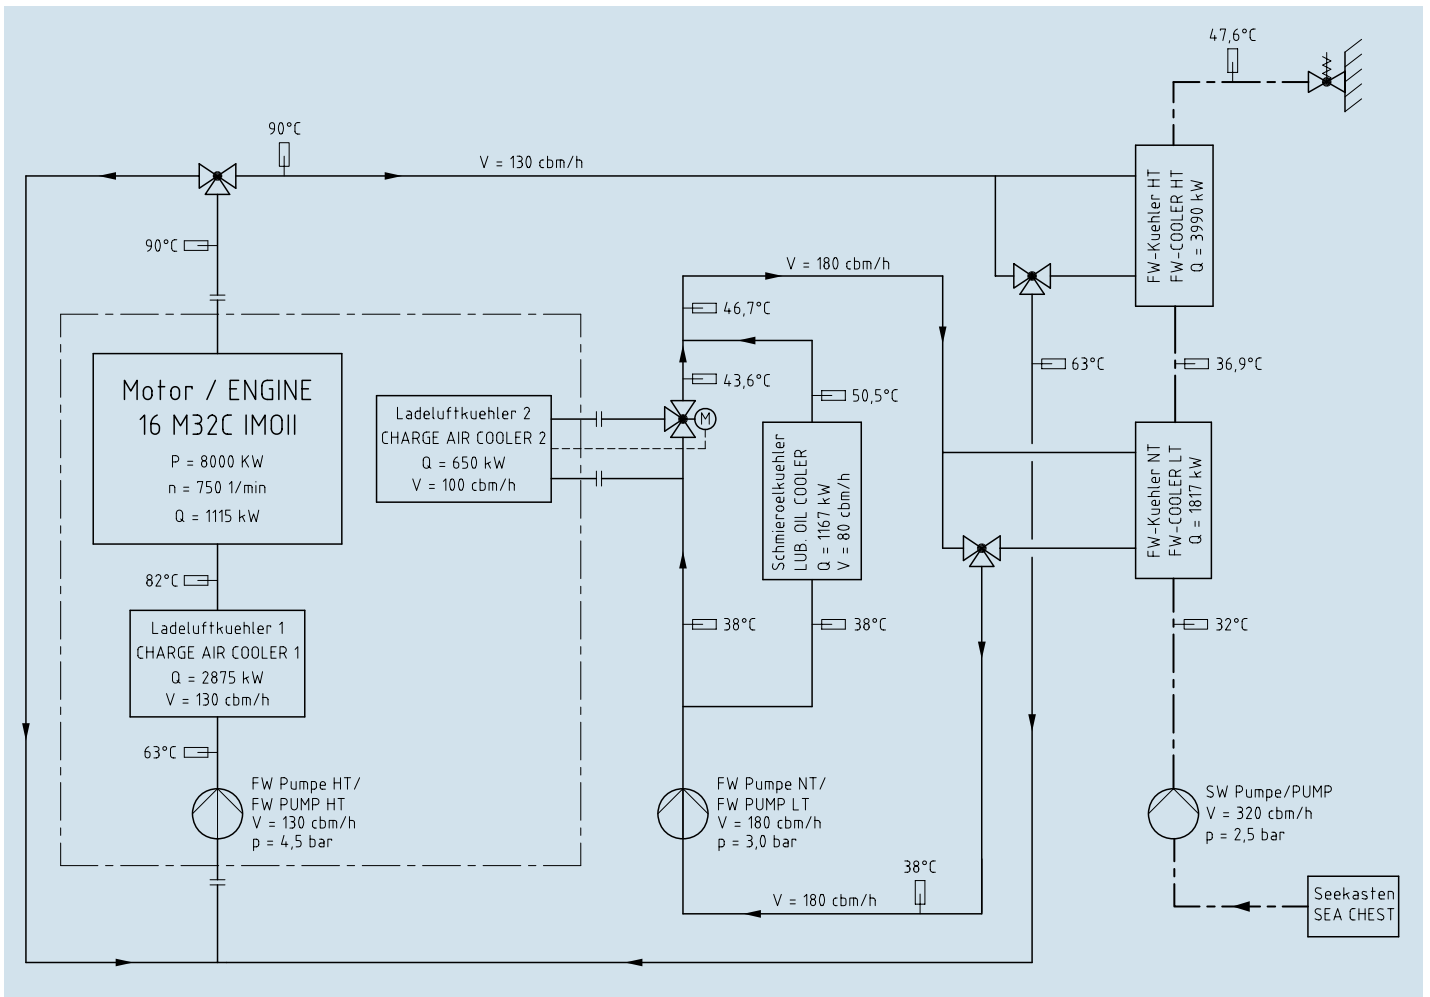 47,6°C
90°C
V = 130 cbm/h
FW-Kuehler HT
FW-COOLER HT
Q = 3990 kW
90°C
V = 180 cbm/h
46,7°C
63°C
36,9°C
43,6°C
50,5°C
Motor / ENGINE
16 M32C IMOII
P = 8000 KW
n = 750 1/min
Q = 1115 kW
Ladeluftkuehler 2
CHARGE AIR COOLER 2
Q = 650 kW
V = 100 cbm/h
M
Schmieroelkuehler
LUB. OIL COOLER
Q = 1167 kW
V = 80 cbm/h
FW-Kuehler NT
FW-COOLER LT
Q = 1817 kW
82°C
Ladeluftkuehler 1
CHARGE AIR COOLER 1
Q = 2875 kW
V = 130 cbm/h
38°C
38°C
32°C
63°C
FW Pumpe HT/
FW PUMP HT
V = 130 cbm/h
p = 4,5 bar
FW Pumpe NT/
FW PUMP LT
V = 180 cbm/h
p = 3,0 bar
SW Pumpe/PUMP
V = 320 cbm/h
p = 2,5 bar
38°C
V = 180 cbm/h
Seekasten
SEA CHEST